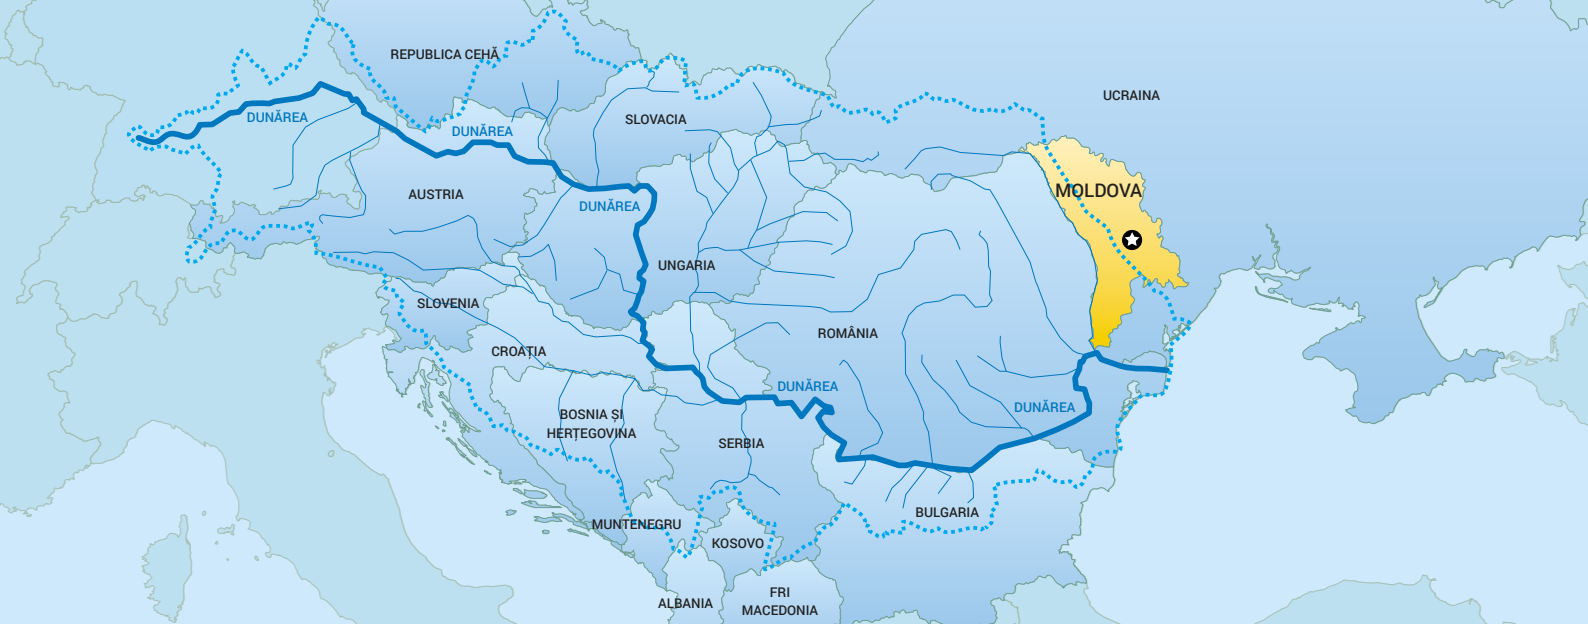 REPUBLICA CEHĂ
UCRAINA
DUNĂREA
SLOVACIA
DUNĂREA
MOLDOVA
AUSTRIA
DUNĂREA
UNGARIA
SLOVENIA
ROMÂNIA
CROAȚIA
DUNĂREA
DUNĂREA
BOSNIA ȘI
HERȚEGOVINA
SERBIA
BULGARIA
MUNTENEGRU
KOSOVO
FRI
MACEDONIA
ALBANIA